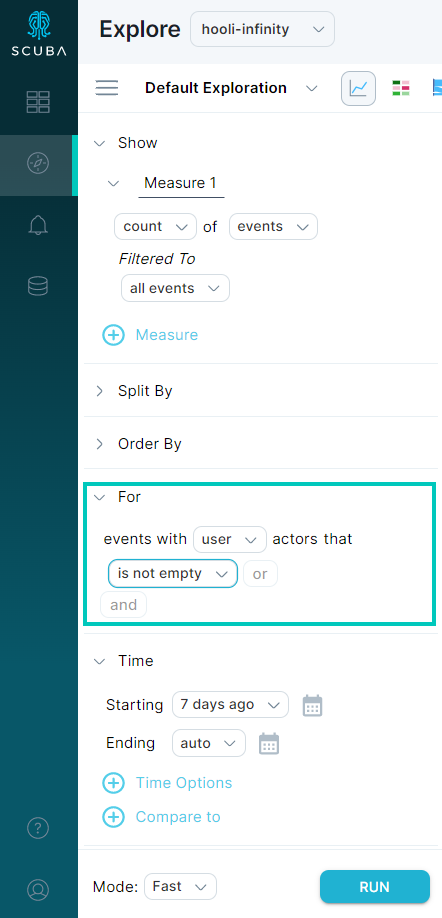 SCUBA
Explore hooli-infinity
Default Exploration
Show
Measure 1
count of events
Filtered To
all events
Measure
Split By
Order By
For
events with user actors that
is not empty or
and
Time
Starting 7 days ago
Ending auto
Time Options
Compare to
?
Mode: Fast RUN